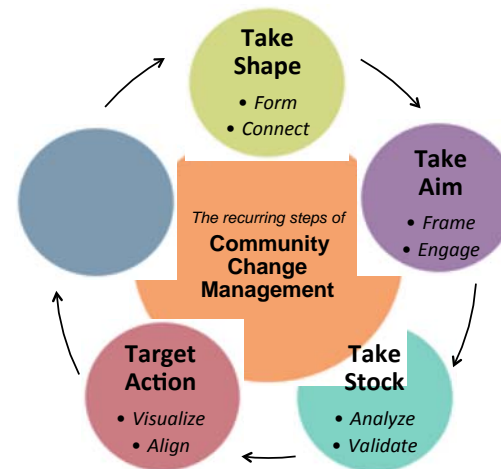 Take
Shape
• Form
• Connect
Take
Aim
• Frame
• Engage
The recurring steps of
Community
Change
Management
Target
Action
• Visualize
• Align
Take
Stock
• Analyze
• Validate